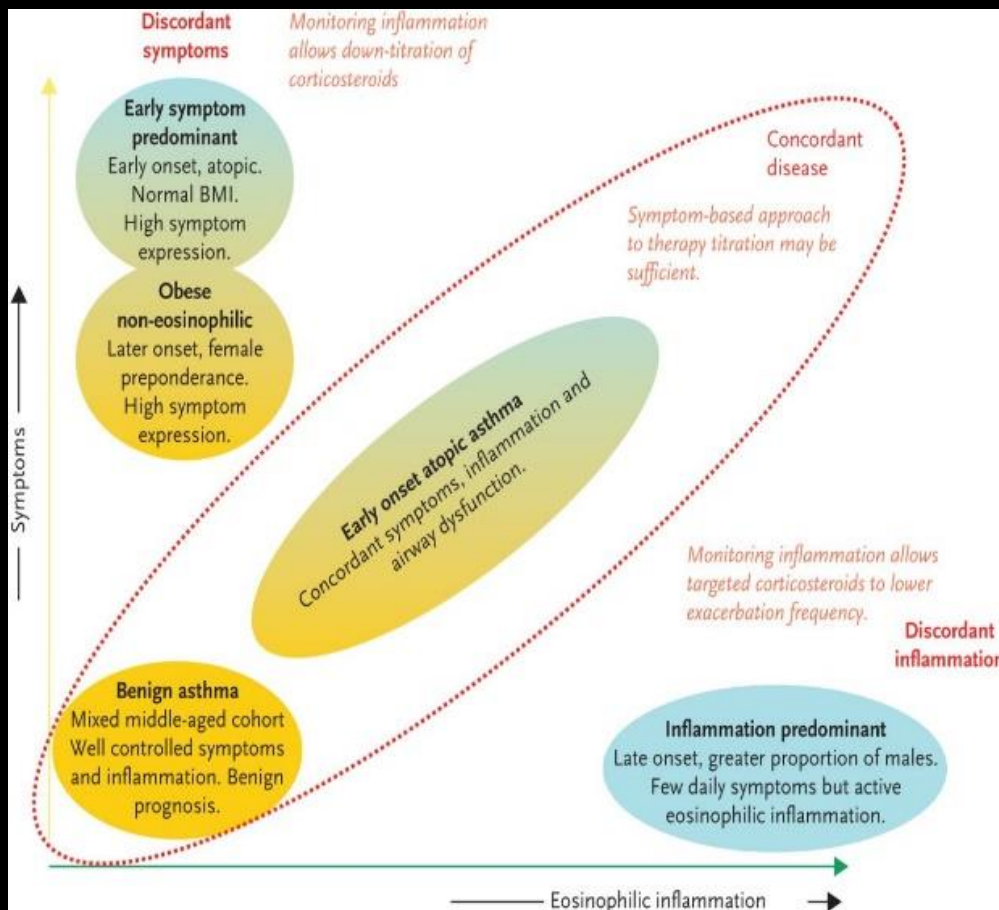 Discordant
symptoms
Monitoring inflammation
allows down-titration of
corticosteroids
Early symptom
predominant
Early onset, atopic.
Normal BMI.
High symptom
expression.
Obese
non-eosinophilic
Later onset, female
preponderance.
High symptom
expression.
Concordant
disease
Symptom-based approach
to therapy titration may be
sufficient.
Symptoms
Early onset atopic asthma
Concordant symptoms, inflammation and
airway dysfunction.
Monitoring inflammation allows
targeted corticosteroids to lower
exacerbation frequency.
Discordant
inflammation
Benign asthma
Mixed middle-aged cohort
Well controlled symptoms
and inflammation. Benign
prognosis.
Inflammation predominant
Late onset, greater proportion of males.
Few daily symptoms but active
eosinophilic inflammation.
Eosinophilic inflammation